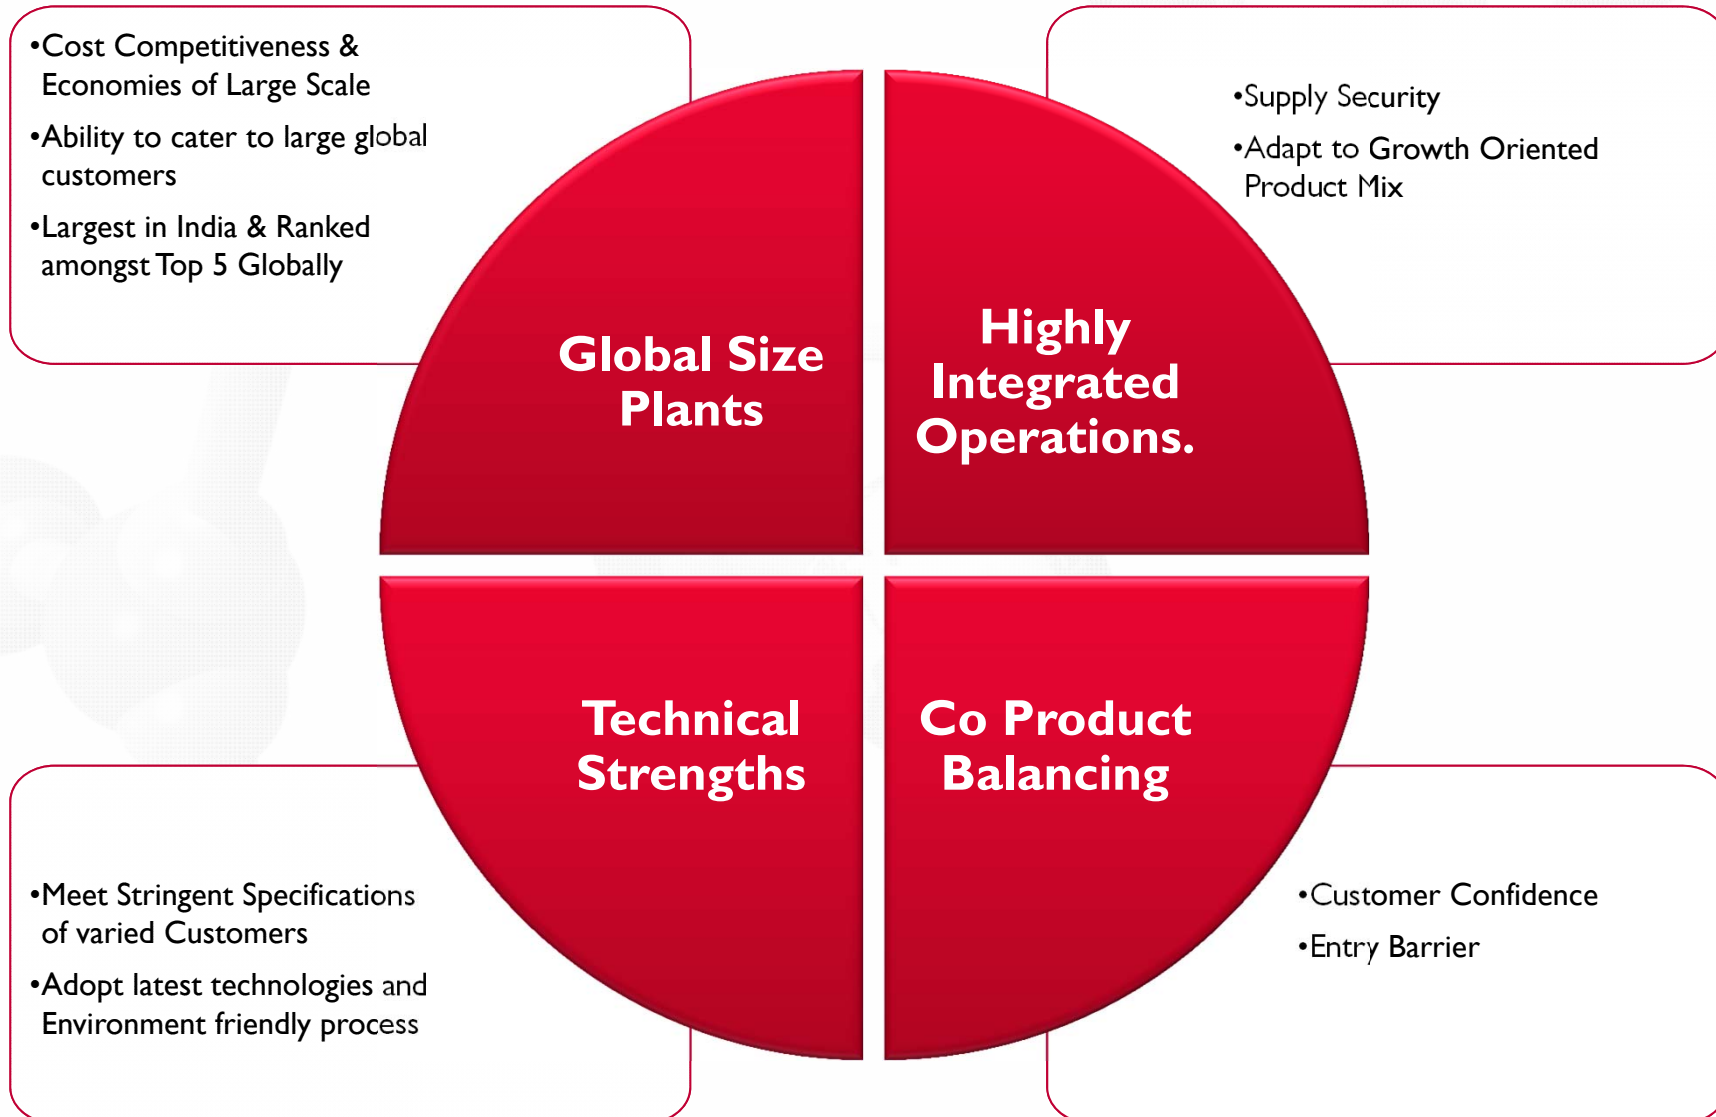 •Cost Competitiveness &
Economies of Large Scale
•Ability to cater to large global
customers
•Largest in India & Ranked
amongst Top 5 Globally
•Supply Security
•Adapt to Growth Oriented
Product Mix
Global Size
Plants
Highly
Integrated
Operations.
Technical
Strengths
Co Product
Balancing
•Meet Stringent Specifications
of varied Customers
•Adopt latest technologies and
Environment friendly process
•Customer Confidence
•Entry Barrier